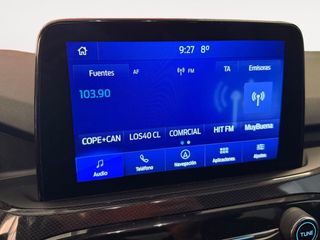 9:27 8°
Fuentes AF FM TA Emisoras
103.90
COPE+CAN LOS40 CL COMRCIAL HIT FM MuyBuena
Audio Teléfono Navegación Aplicaciones Ajustes
TUNE